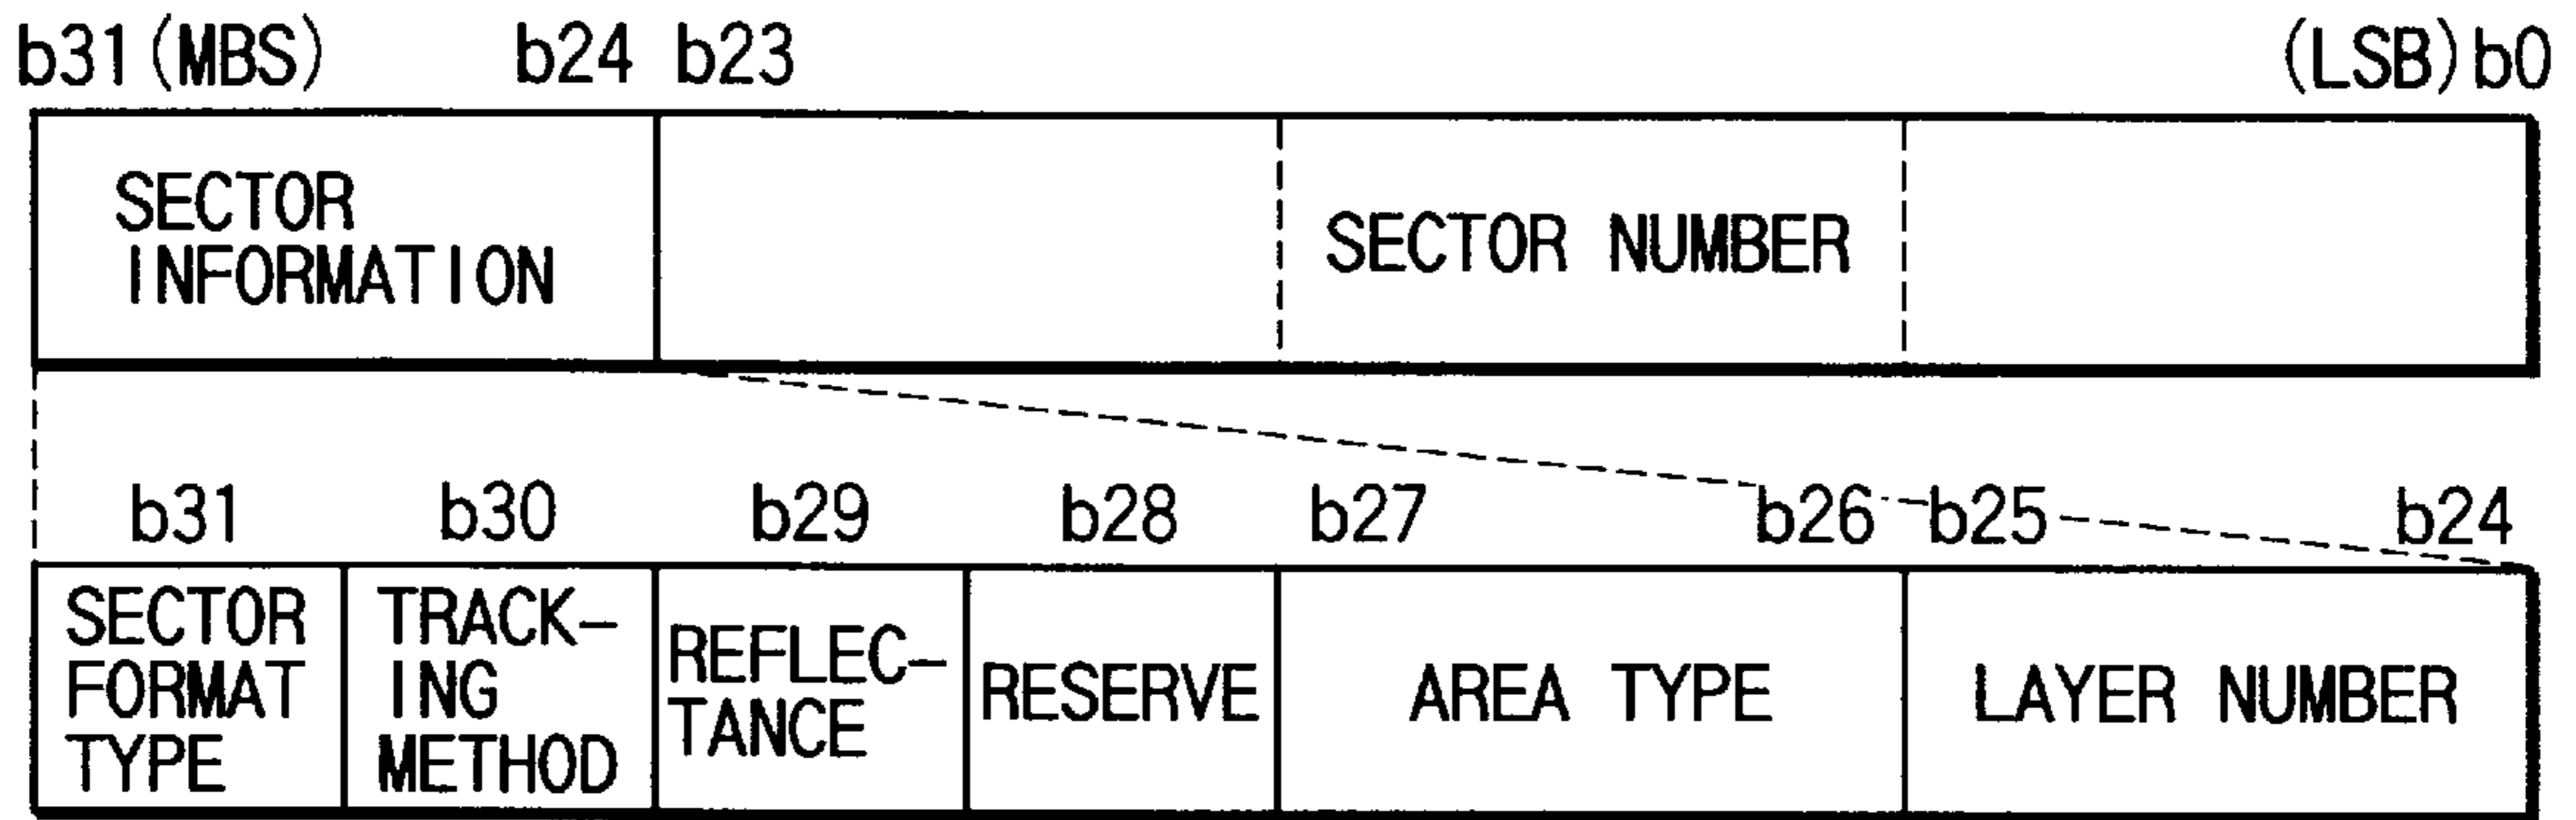 b31(MBS) b24 b23 (LSB)b0
SECTOR
INFORMATION
SECTOR NUMBER
b31 b30 b29 b28 b27 b26 b25 b24
SECTOR
FORMAT
TYPE
TRACK-
ING
METHOD
REFLEC-
TANCE
RESERVE
AREA TYPE
LAYER NUMBER